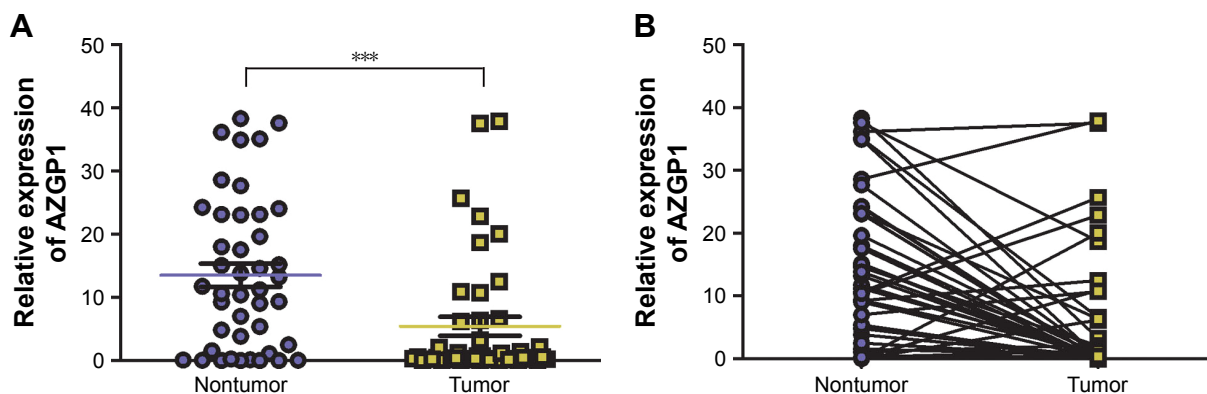 A
Relative expression
of AZGP1
50
40
30
20
10
0
***
Nontumor
Tumor
B
Relative expression
of AZGP1
50
40
30
20
10
0
Nontumor
Tumor